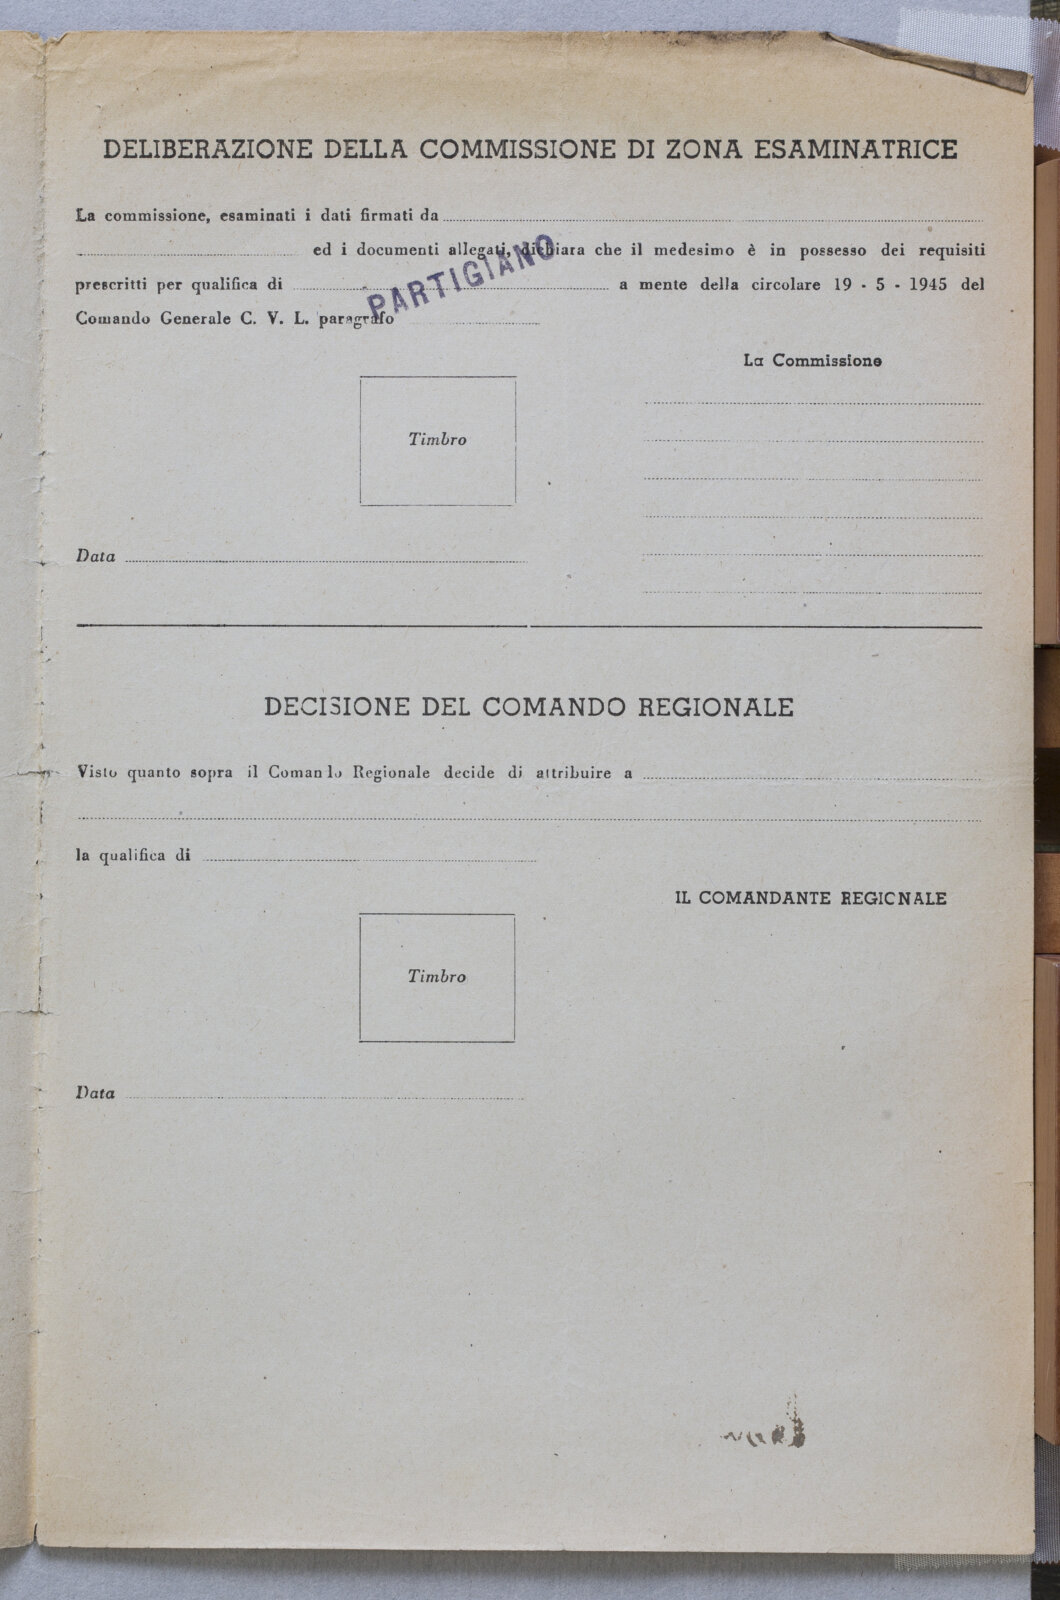 DELIBERAZIONE DELLA COMMISSIONE DI ZONA ESAMINATRICE
La commissione, esaminati i dati firmati da
ed i documenti allegati, dichiara che il medesimo è in possesso dei requisiti
prescritti per qualifica di PARTIGIANO a mente della circolare 19 - 5 - 1945 del
Comando Generale C. V. L. paragrafo
La Commissione
Timbro
Data
DECISIONE DEL COMANDO REGIONALE
Visto quanto sopra il Comando Regionale decide di attribuire a
la qualifica di
IL COMANDANTE REGIONALE
Timbro
Data